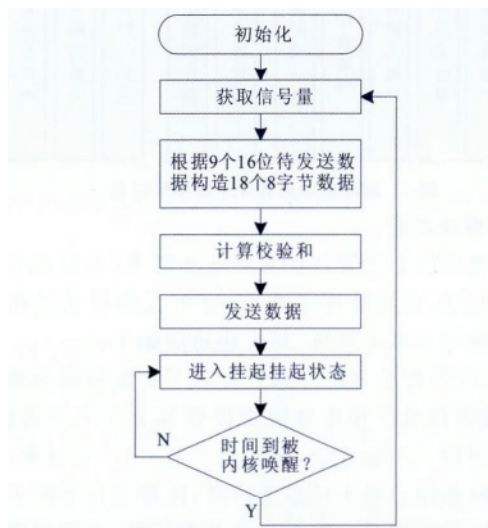 初始化
获取信号量
根据9个16位待发送数
据构造18个8字节数据
计算校验和
发送数据
进入挂起挂起状态
N
时间到被
内核唤醒？
Y